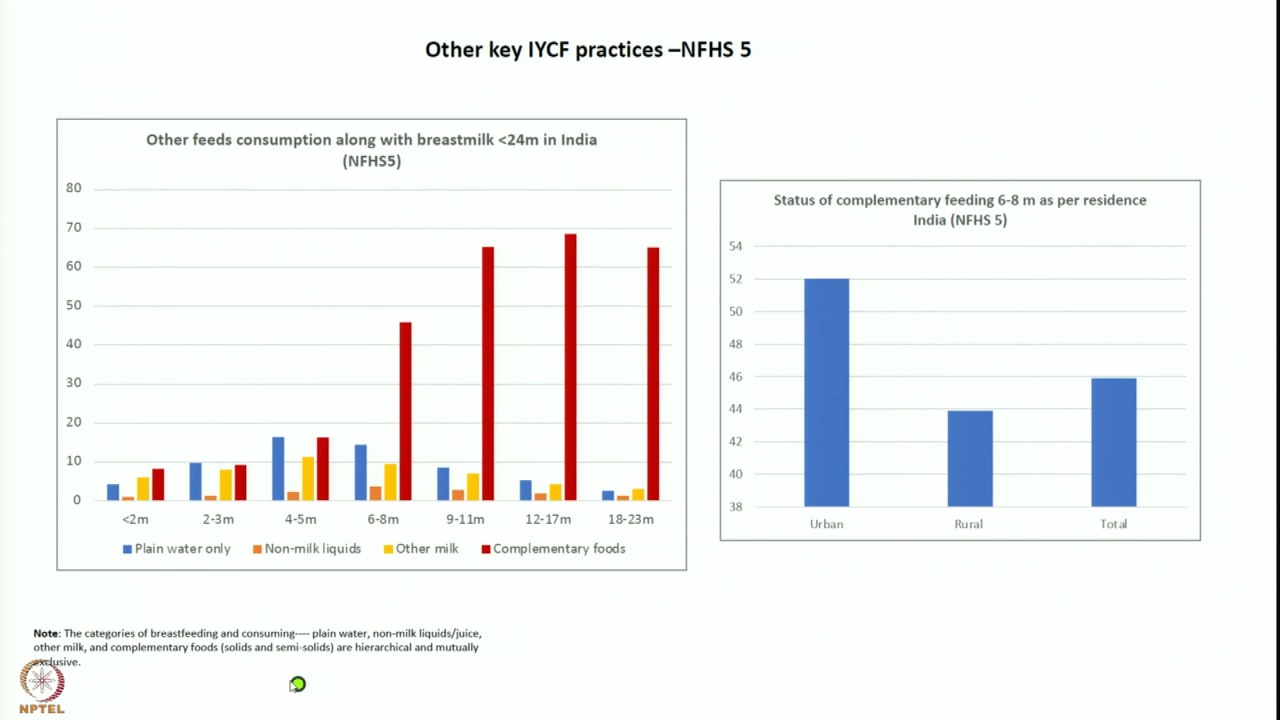 Other key IYCF practices –NFHS 5
Other feeds consumption along with breastmilk <24m in India
(NFHS5)
80
70
60
50
40
30
20
10
0
<2m 2-3m 4-5m 6-8m 9-11m 12-17m 18-23m
Plain water only Non-milk liquids Other milk Complementary foods
Status of complementary feeding 6-8 m as per residence
India (NFHS 5)
54
52
50
48
46
44
42
40
38
Urban Rural Total
Note: The categories of breastfeeding and consuming---- plain water, non-milk liquids/juice,
other milk, and complementary foods (solids and semi-solids) are hierarchical and mutually
exclusive.
NPTEL